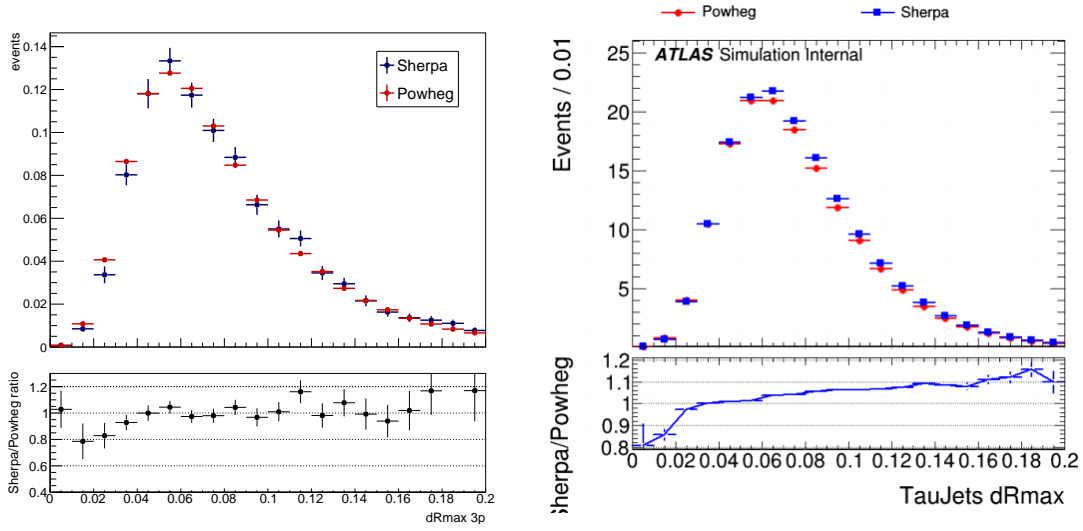 events
0.14
0.12
0.1
0.08
0.06
0.04
0.02
0
Sherpa
Powheg
Sherpa/Powheg ratio
1.2
1
0.8
0.6
0.4
0 0.02 0.04 0.06 0.08 0.1 0.12 0.14 0.16 0.18 0.2
dRmax 3p
Powheg Sherpa
Events / 0.01
ATLAS Simulation Internal
25
20
15
10
5
Sherpa/Powheg
1.2
1.1
1
0.9
0.8
0 0.02 0.04 0.06 0.08 0.1 0.12 0.14 0.16 0.18 0.2
TauJets dRmax